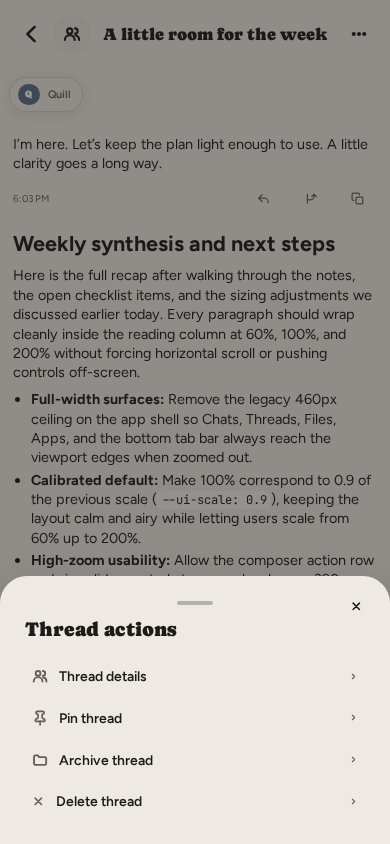 A little room for the week
Quill
I'm here. Let's keep the plan light enough to use. A little
clarity goes a long way.
6:03 PM
Weekly synthesis and next steps
Here is the full recap after walking through the notes,
the open checklist items, and the sizing adjustments we
discussed earlier today. Every paragraph should wrap
cleanly inside the reading column at 60%, 100%, and
200% without forcing horizontal scroll or pushing
controls off-screen.
• Full-width surfaces: Remove the legacy 460px
ceiling on the app shell so Chats, Threads, Files,
Apps, and the bottom tab bar always reach the
viewport edges when zoomed out.
• Calibrated default: Make 100% correspond to 0.9 of
the previous scale ( --ui-scale: 0.9 ), keeping the
layout calm and airy while letting users scale from
60% up to 200%.
• High-zoom usability: Allow the composer action row
Thread actions
Thread details
Pin thread
Archive thread
Delete thread